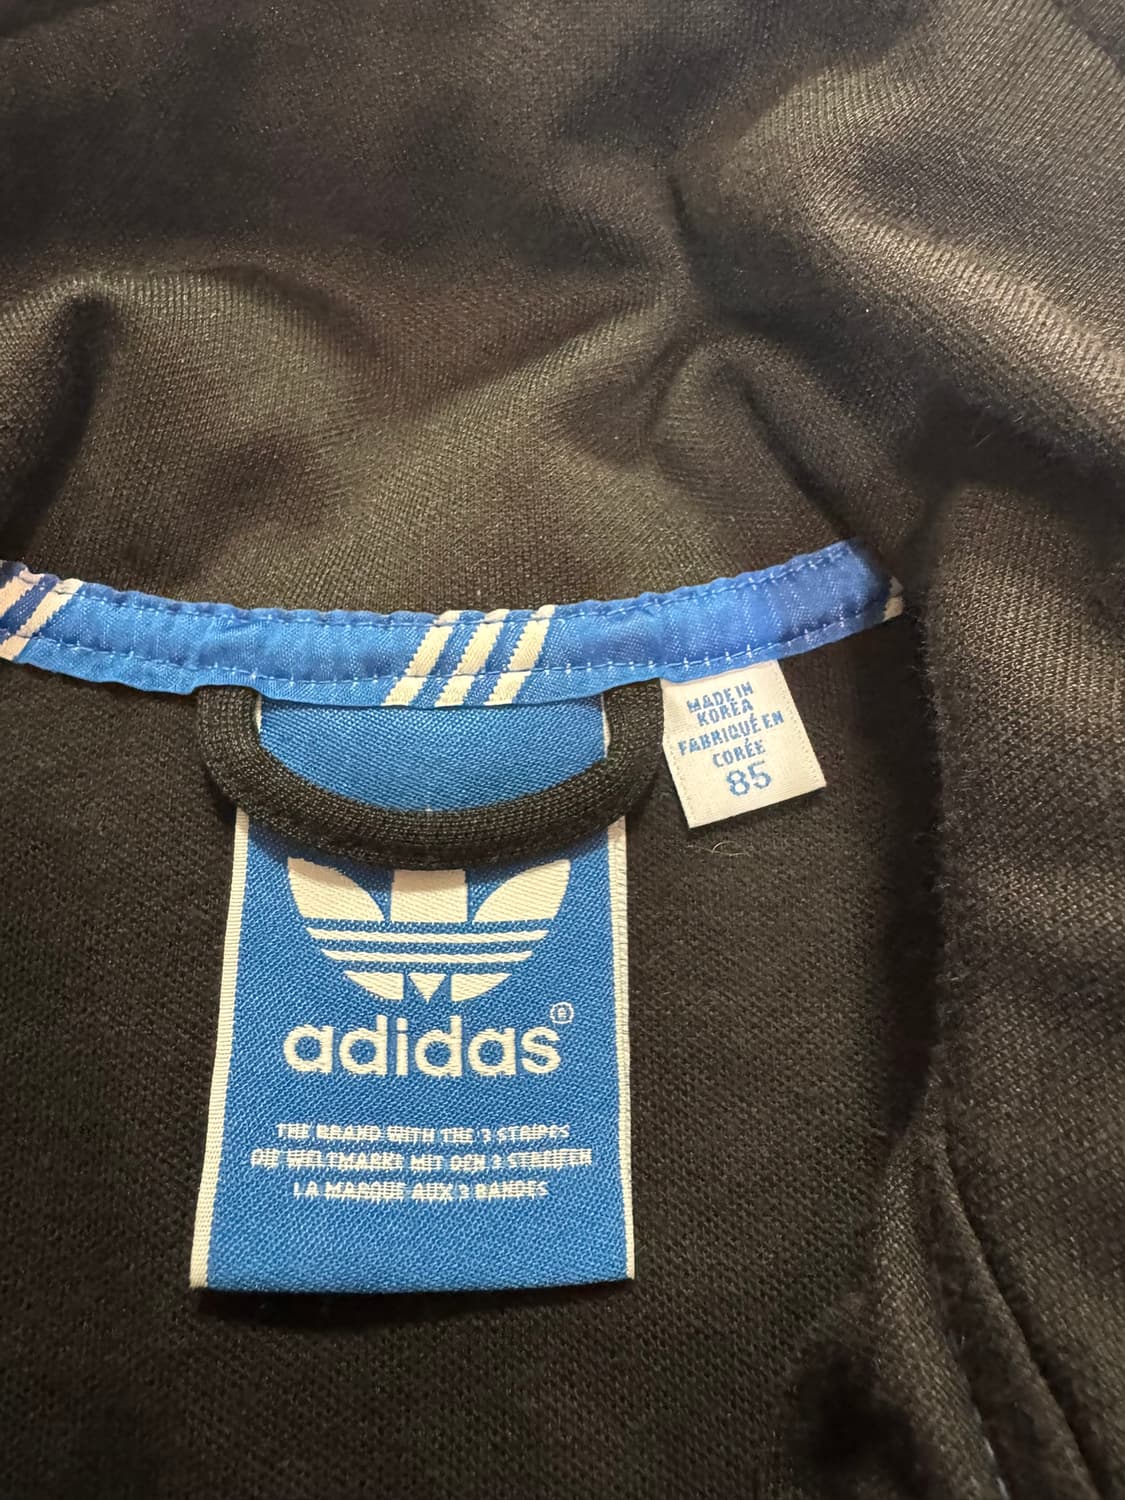 MADE IN
KOREA
FABRIQUÉ EN
CORÉE
85
adidas®
THE BRAND WITH THE 3 STRIPES
DIE WELTMARKE MIT DEN 3 STREIFEN
LA MARQUE AUX 3 BANDES